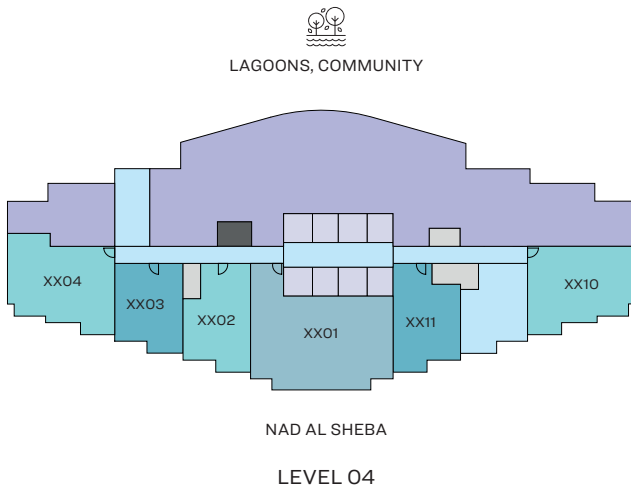 LAGOONS, COMMUNITY
XX04
XX03
XX02
XX01
XX11
XX10
NAD AL SHEBA
LEVEL 04